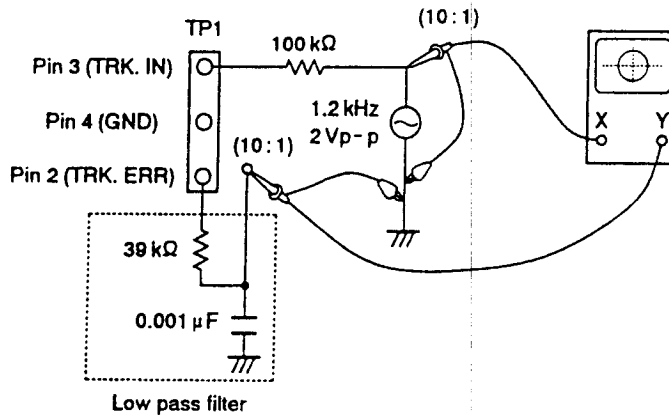 TP1
(10 : 1)
100 kΩ
Pin 3 (TRK. IN)
Pin 4 (GND)
1.2 kHz
2 Vp-p
X Y
(10 : 1)
Pin 2 (TRK. ERR)
39 kΩ
0.001 µF
Low pass filter